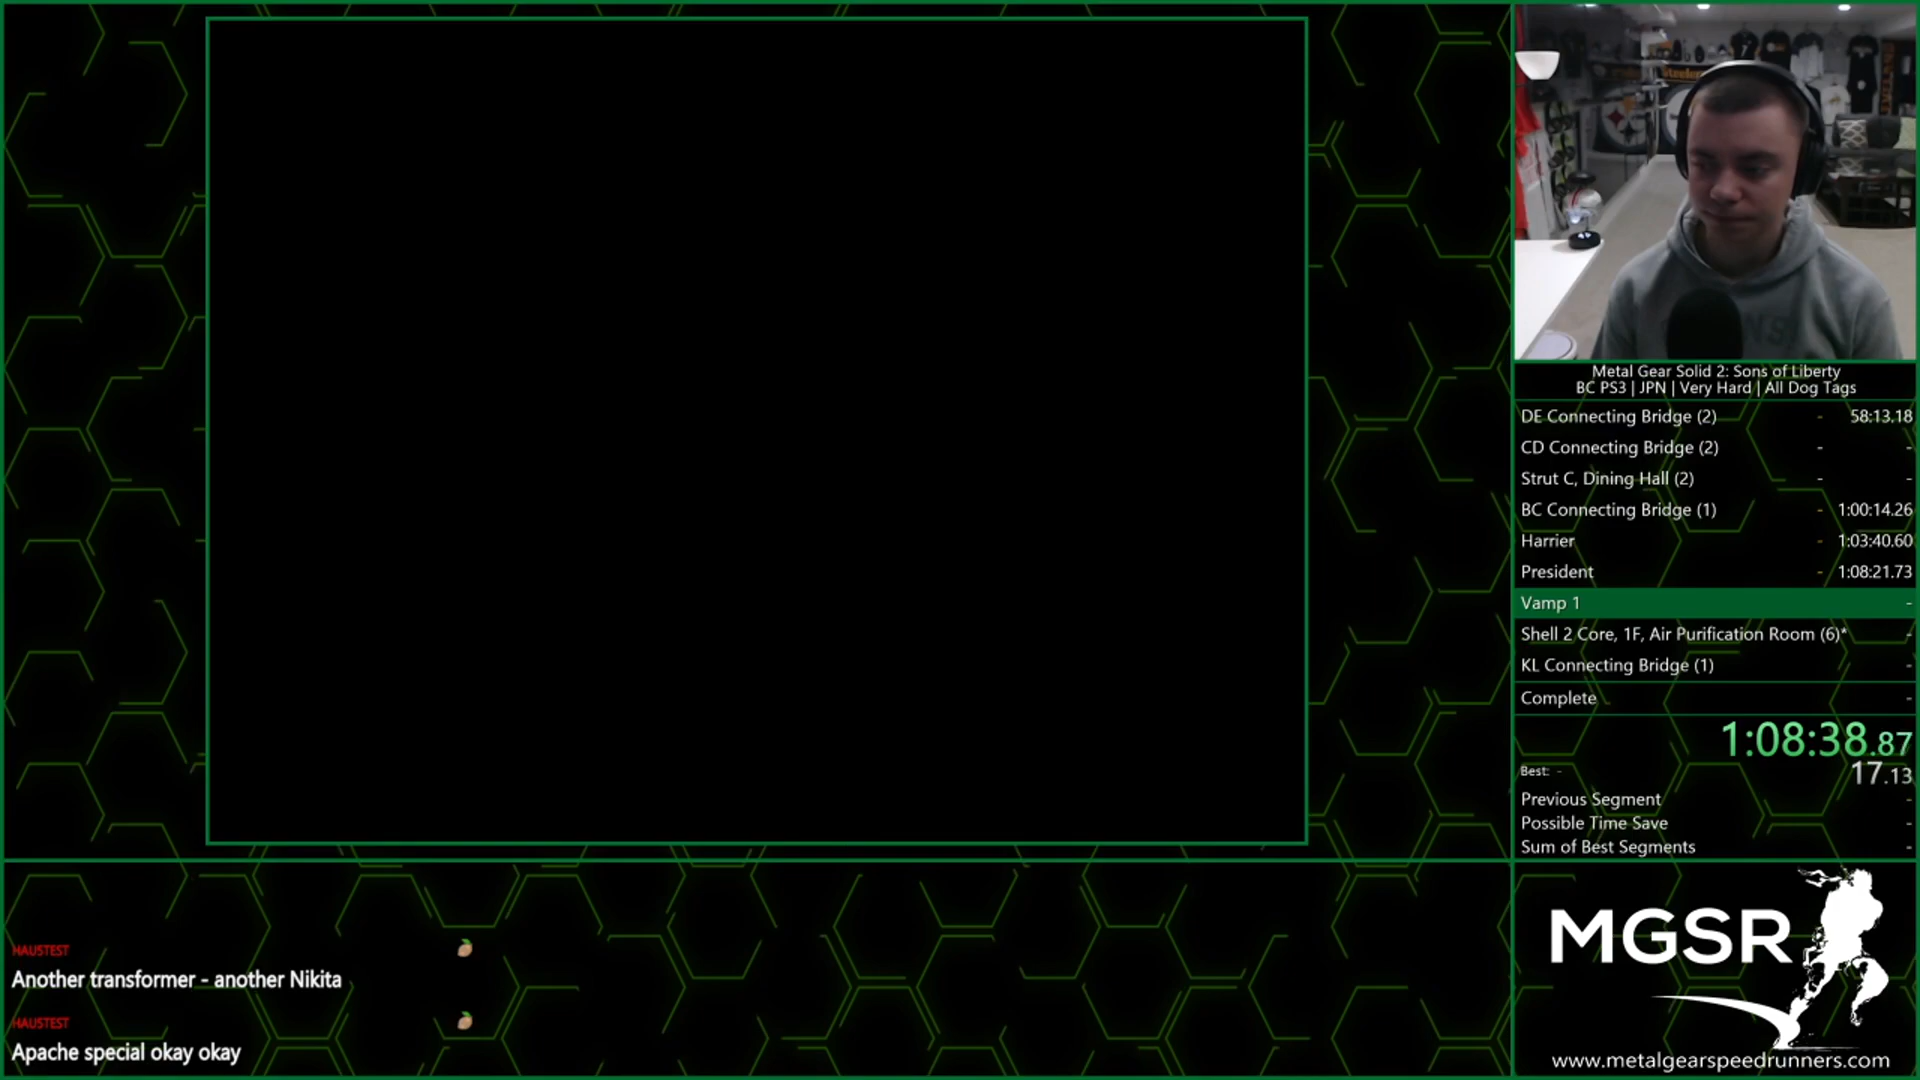 Steelers
Metal Gear Solid 2: Sons of Liberty
BC PS3 | JPN | Very Hard | All Dog Tags
DE Connecting Bridge (2) - 58:13.18
CD Connecting Bridge (2) - -
Strut C, Dining Hall (2) - -
BC Connecting Bridge (1) - 1:00:14.26
Harrier - 1:03:40.60
President - 1:08:21.73
Vamp 1 -
Shell 2 Core, 1F, Air Purification Room (6)* -
KL Connecting Bridge (1) -
Complete -
1:08:38.87
Best: - 17.13
Previous Segment -
Possible Time Save -
Sum of Best Segments -
HAUSTEST
Another transformer - another Nikita
HAUSTEST
Apache special okay okay
MGSR
www.metalgearspeedrunners.com